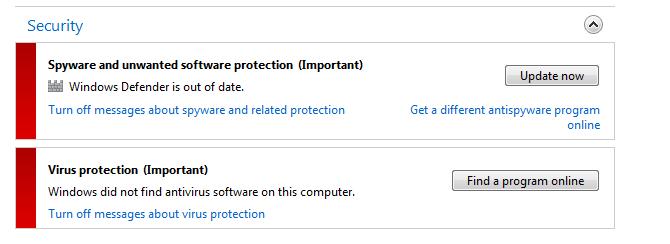 Security
Spyware and unwanted software protection (Important)
Update now
Windows Defender is out of date.
Turn off messages about spyware and related protection
Get a different antispyware program
online
Virus protection (Important)
Find a program online
Windows did not find antivirus software on this computer.
Turn off messages about virus protection